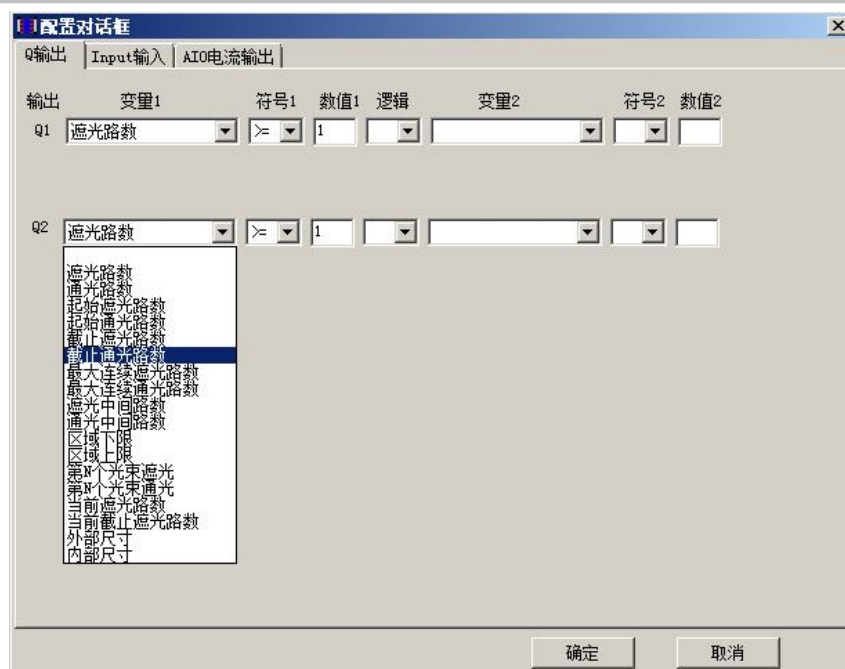 配置对话框
Q输出 Input输入 AIO电流输出
输出 变量1 符号1 数值1 逻辑 变量2 符号2 数值2
Q1 遮光路数 >= 1
Q2 遮光路数 >= 1
遮光路数
通光路数
起始遮光路数
起始通光路数
截止遮光路数
截止通光路数
最大连续遮光路数
最大连续通光路数
遮光中间路数
通光中间路数
区域下限
区域上限
第N个光束遮光
第N个光束通光
当前遮光路数
当前截止遮光路数
外部尺寸
内部尺寸
确定 取消